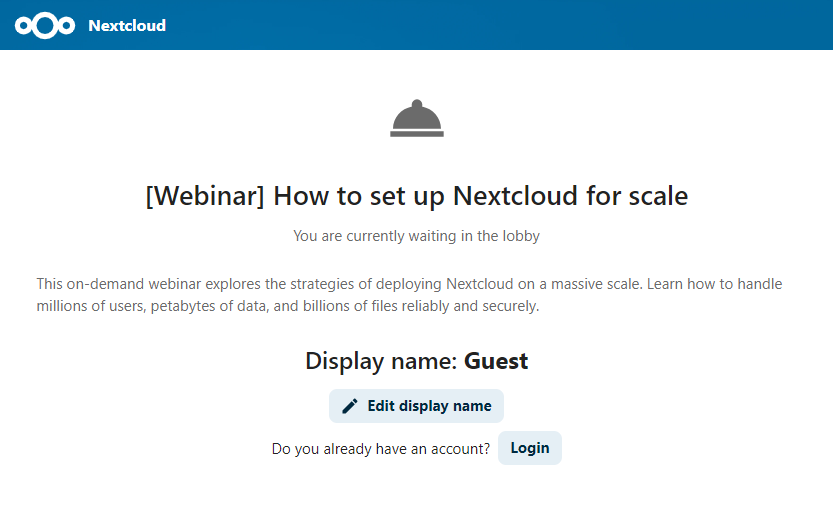 Nextcloud
[Webinar] How to set up Nextcloud for scale
You are currently waiting in the lobby
This on-demand webinar explores the strategies of deploying Nextcloud on a massive scale. Learn how to handle
millions of users, petabytes of data, and billions of files reliably and securely.
Display name: Guest
Edit display name
Do you already have an account? Login